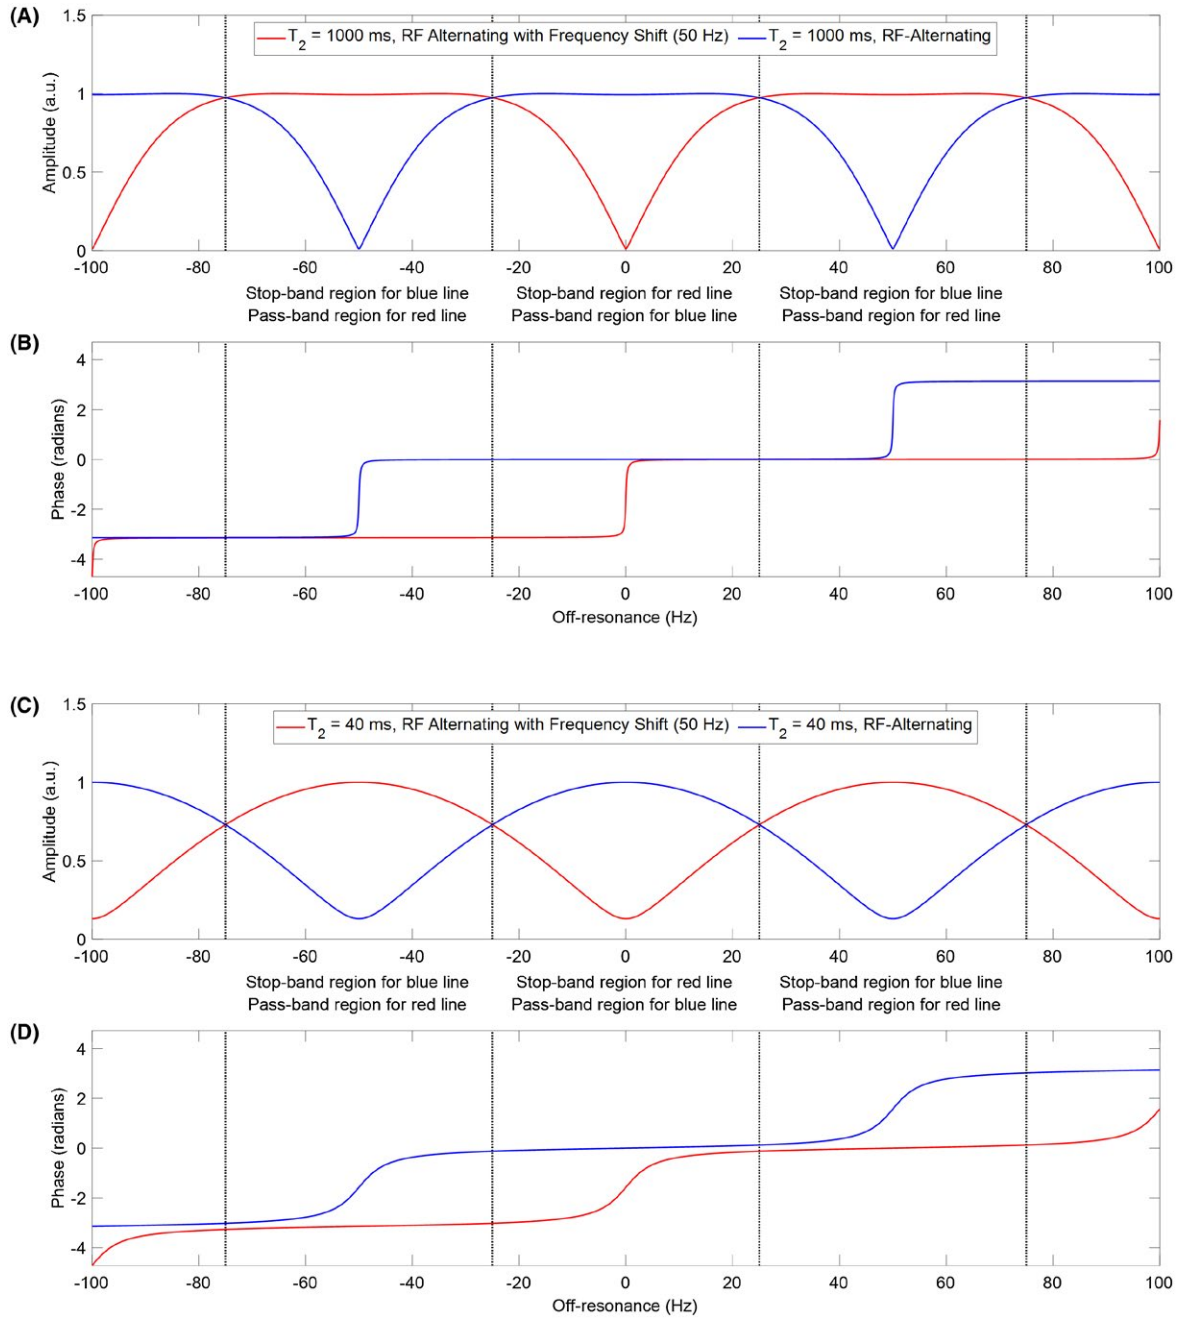 (A)
1.5
1
0.5
0
Amplitude (a.u.)
T2 = 1000 ms, RF Alternating with Frequency Shift (50 Hz) T2 = 1000 ms, RF-Alternating
-100 -80 -60 -40 -20 0 20 40 60 80 100
Stop-band region for blue line Stop-band region for red line Stop-band region for blue line
Pass-band region for red line Pass-band region for blue line Pass-band region for red line
(B)
4
2
0
-2
-4
Phase (radians)
-100 -80 -60 -40 -20 0 20 40 60 80 100
Off-resonance (Hz)
(C)
1.5
1
0.5
0
Amplitude (a.u.)
T2 = 40 ms, RF Alternating with Frequency Shift (50 Hz) T2 = 40 ms, RF-Alternating
-100 -80 -60 -40 -20 0 20 40 60 80 100
Stop-band region for blue line Stop-band region for red line Stop-band region for blue line
Pass-band region for red line Pass-band region for blue line Pass-band region for red line
(D)
4
2
0
-2
-4
Phase (radians)
-100 -80 -60 -40 -20 0 20 40 60 80 100
Off-resonance (Hz)